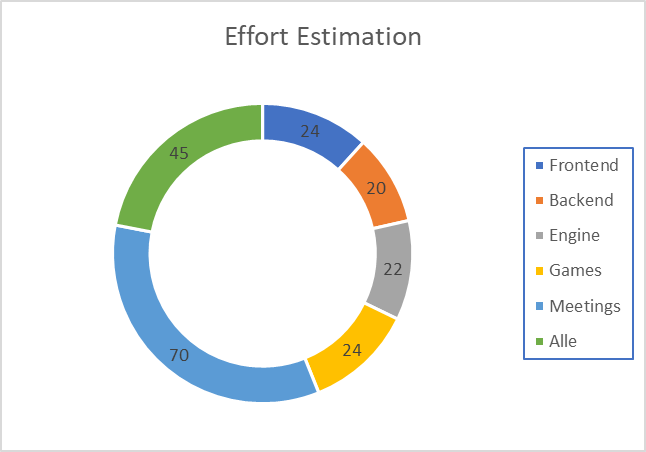 Effort Estimation
24
20
22
24
70
45
Frontend
Backend
Engine
Games
Meetings
Alle